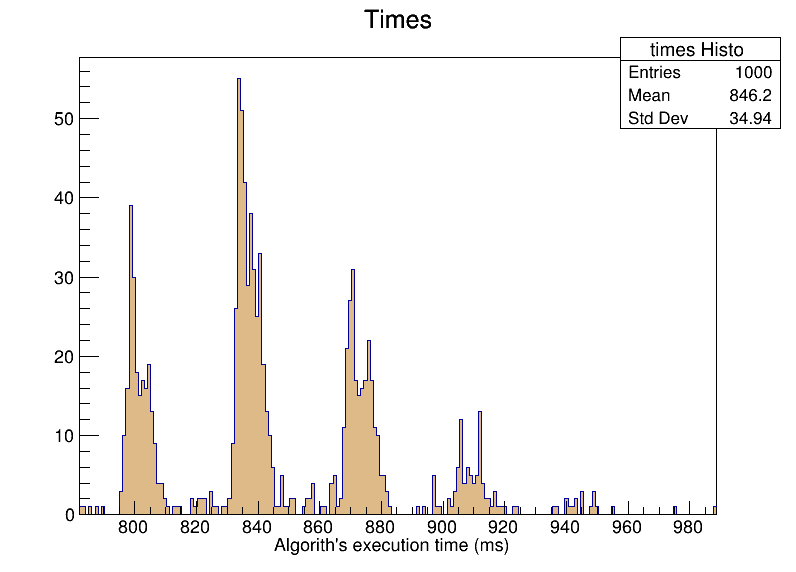 Times
times Histo
Entries 1000
Mean 846.2
Std Dev 34.94
50
40
30
20
10
0
800 820 840 860 880 900 920 940 960 980
Algorith's execution time (ms)